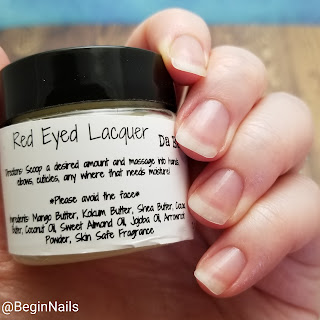 Red Eyed Lacquer
Da B
Directions: Scoop a desired amount and massage into hands
elbows, cuticles, any where that needs moisture!
*Please avoid the face*
Ingredients: Mango Butter, Kokum Butter, Shea Butter, Cocoa
Butter, Coconut Oil, Sweet Almond Oil, Jojoba Oil, Arrowroot
Powder, Skin Safe Fragrance
@BeginNails